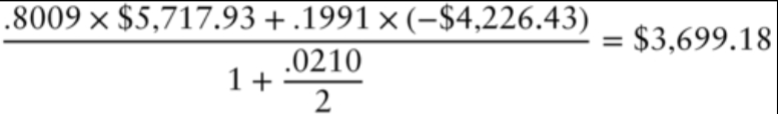 .8009 × $5,717.93 + .1991 × (−$4,226.43)
= $3,699.18
1 + .0210
2